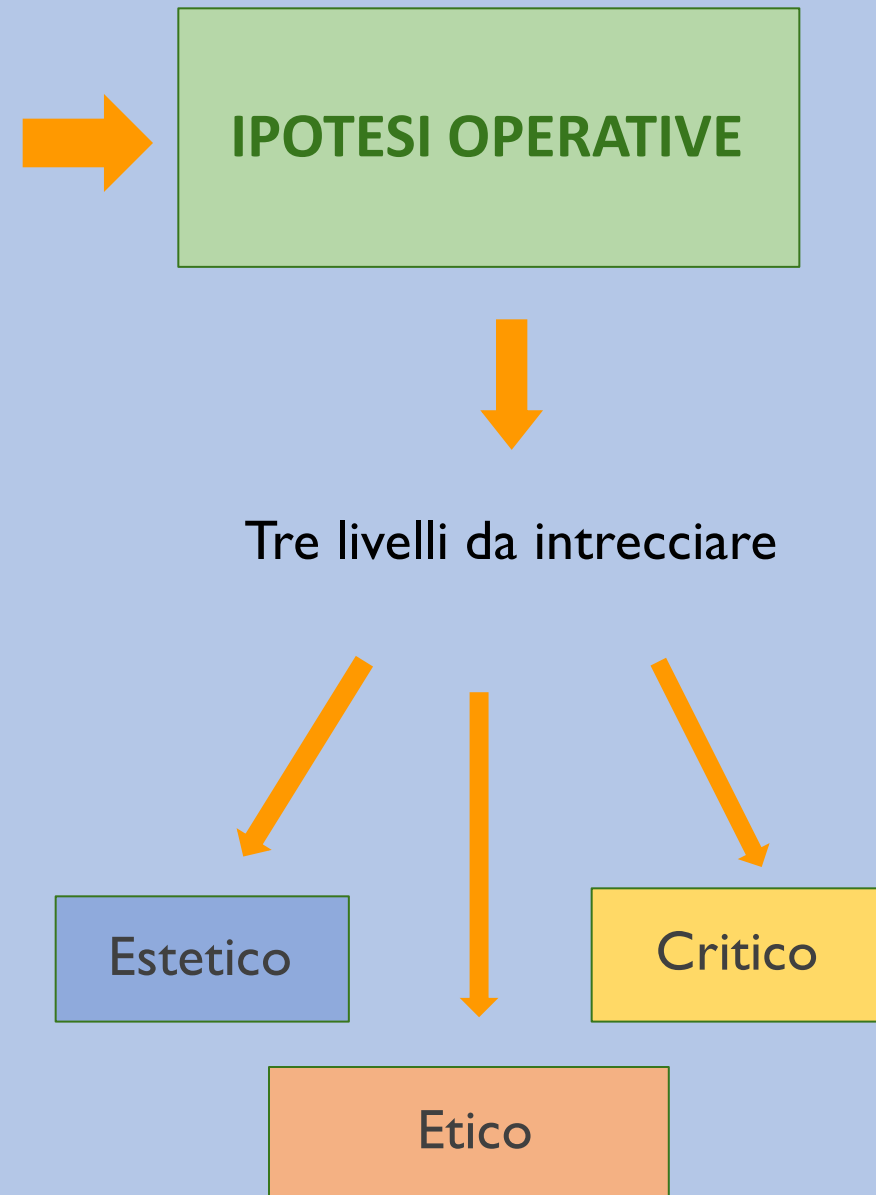 IPOTESI OPERATIVE
Tre livelli da intrecciare
Estetico
Critico
Etico